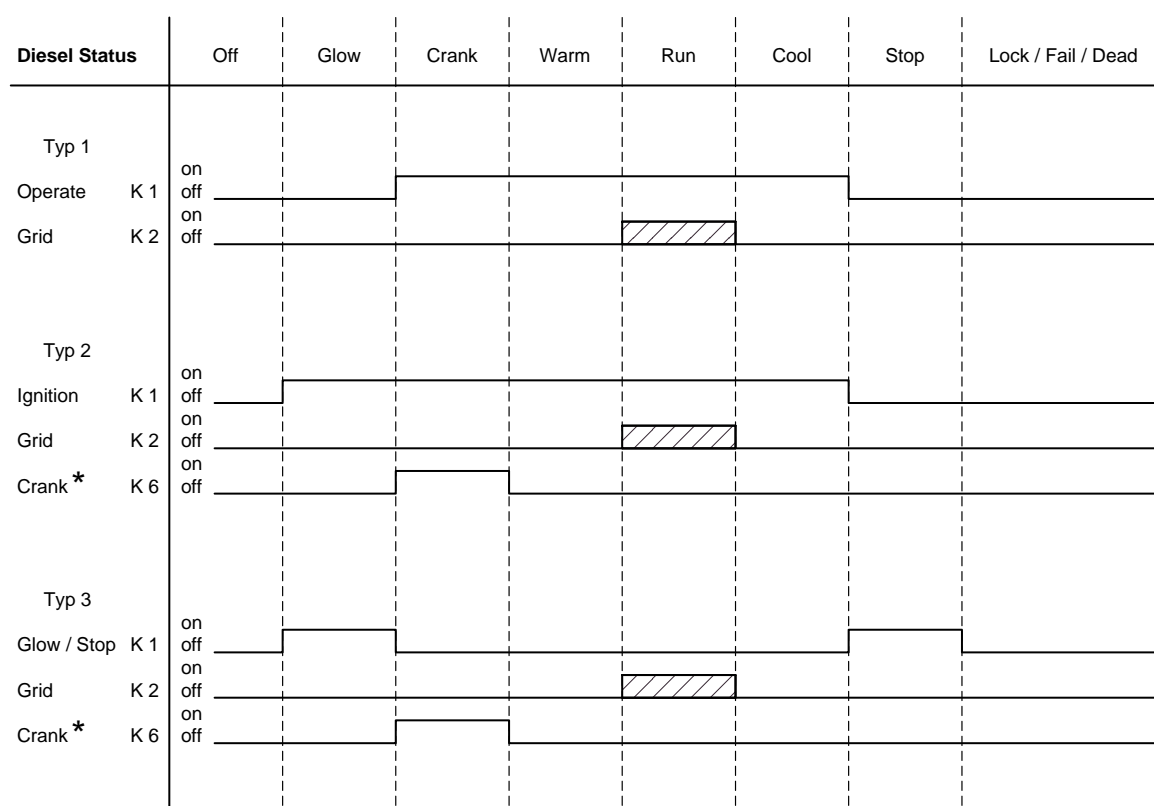 Diesel Status Off Glow Crank Warm Run Cool Stop Lock / Fail / Dead
Typ 1
on
Operate K 1 off
on
Grid K 2 off
Typ 2
on
Ignition K 1 off
on
Grid K 2 off
on
Crank * K 6 off
Typ 3
on
Glow / Stop K 1 off
on
Grid K 2 off
on
Crank * K 6 off